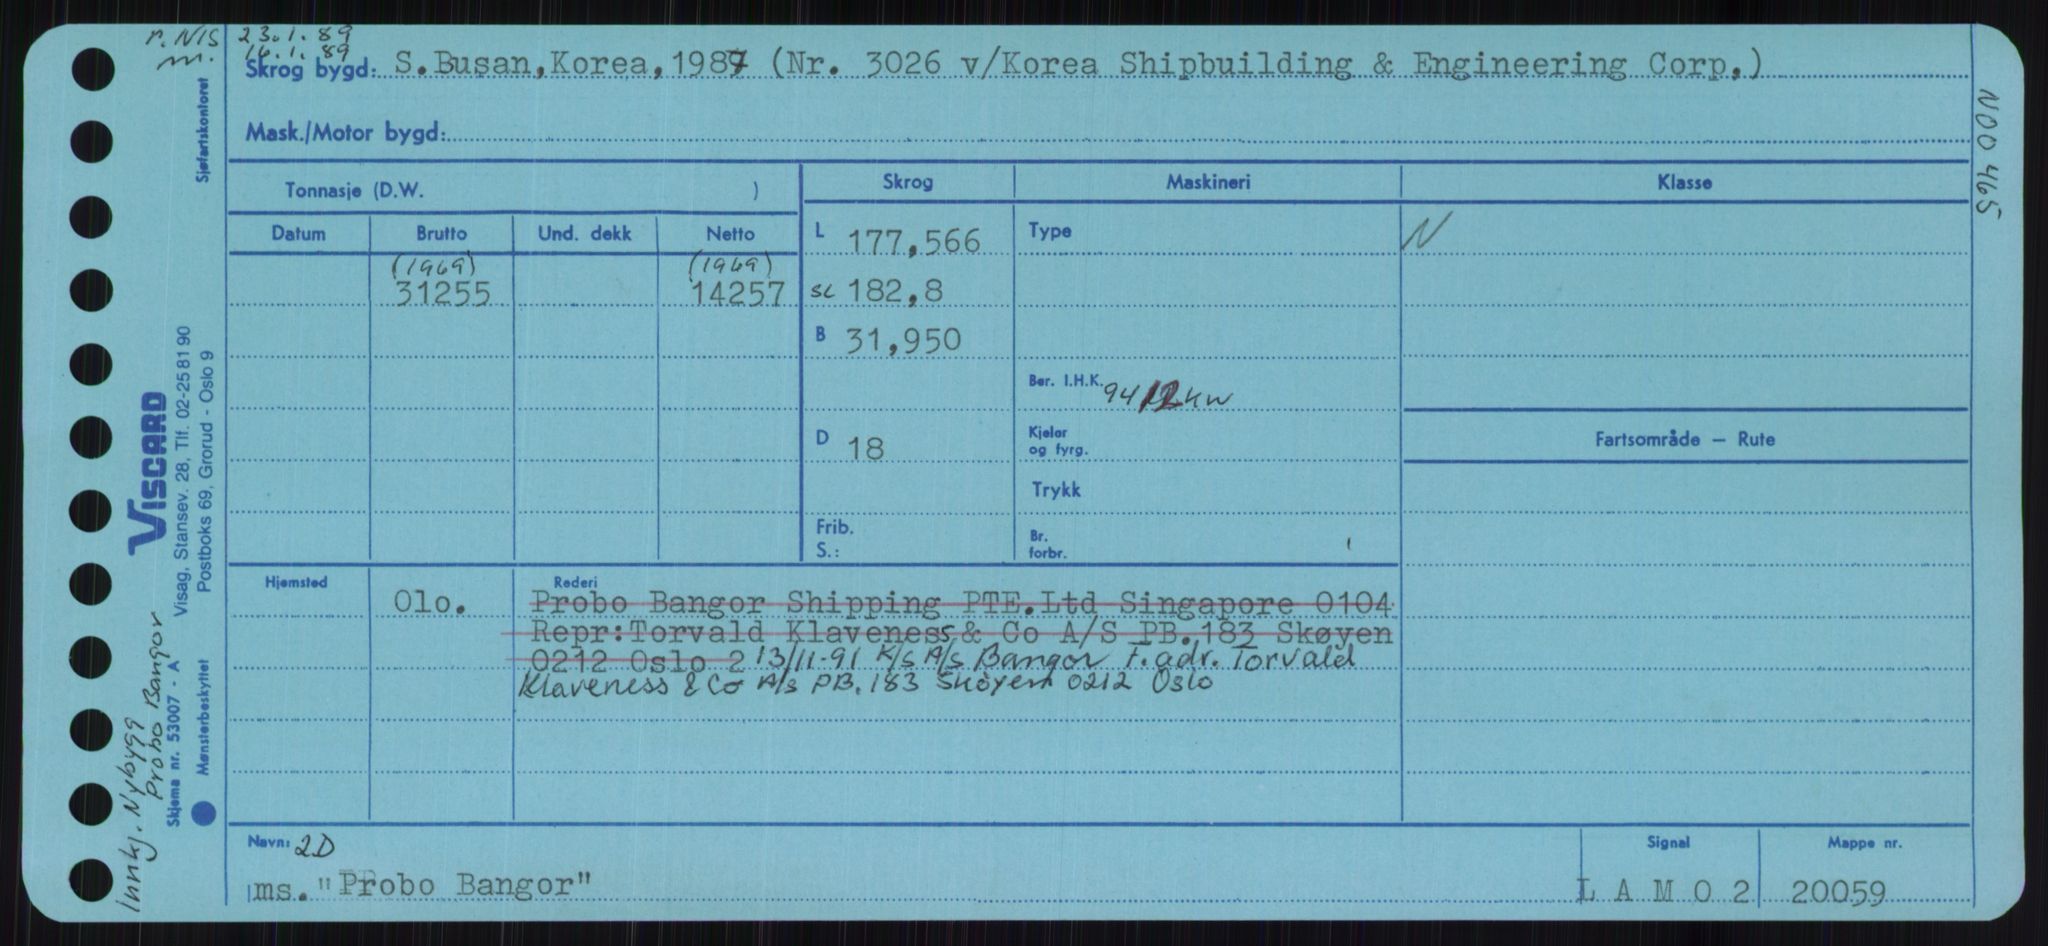 r. NIS 23.1.89
m. 16.1.89
Skrog bygd: S.Busan, Korea, 1987 (Nr. 3026 v/Korea Shipbuilding & Engineering Corp.)
Mask./Motor bygd:
Tonnasje (D.W. )
Skrog Maskineri Klasse
Datum Brutto Und. dekk Netto
L 177,566 Type N
(1969) (1969)
31255 14257 SL 182,8
B 31,950
Ber. I.H.K. 9412 KW
D 18 Kjeler og fyrg.
Fartsområde — Rute
Trykk
Frib.
S.:
Br. forbr.
Hjemsted Olo. Rederi
Probo Bangor Shipping PTE.Ltd Singapore 0104
Repr:Torvald Klaveness & Co A/S PB. 183 Skøyen
0212 Oslo 2 13/11-91 K/S A/S Bangor F. adr. Torvald
Klaveness & Co A/s PB. 183 Skøyen 0212 Oslo
Navn: 2D
ms. "Probo Bangor"
Signal
L A M O 2
Mappe nr.
20059
N00465
Sjøfartskontoret
VISCARD
Visag, Stansev. 28, Tlf. 02-258190
Postboks 69, Grorud - Oslo 9
Skjema nr. 53007 - A
Mønsterbeskyttet
Innkj. Nybygg
Probo Bangor